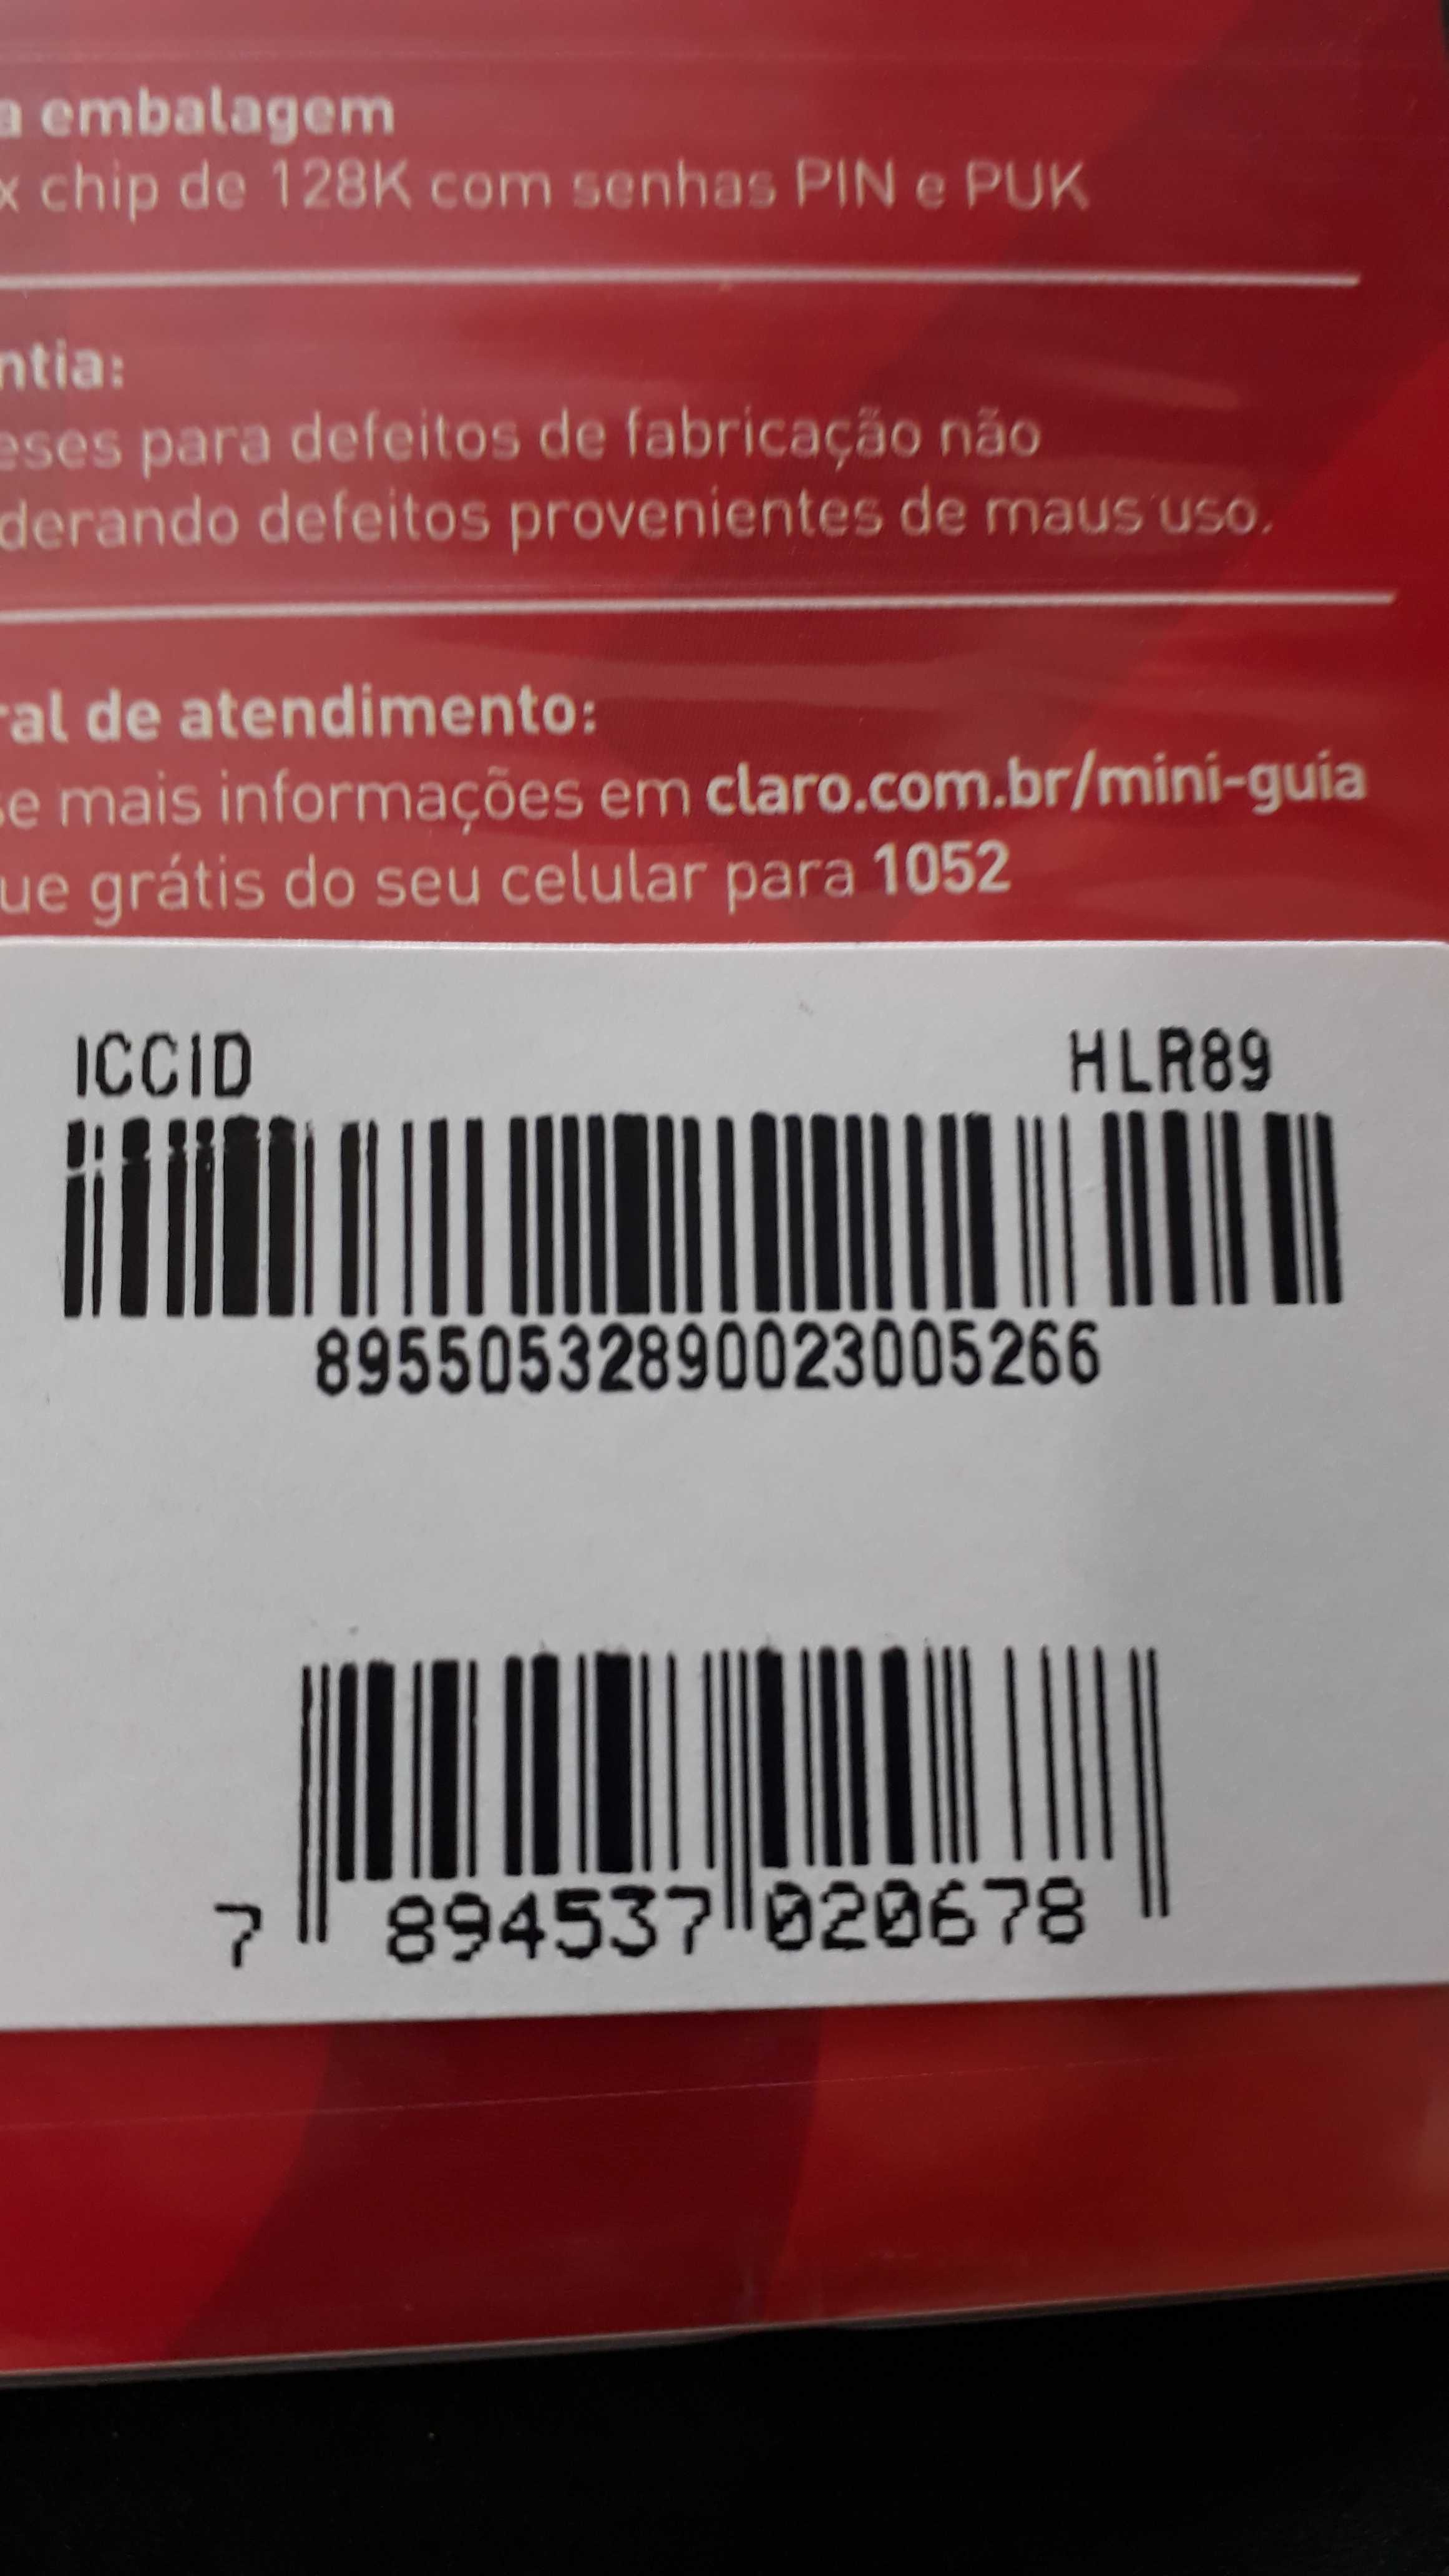 a embalagem
x chip de 128K com senhas PIN e PUK
ntia:
eses para defeitos de fabricação não
derando defeitos provenientes de maus uso.
ral de atendimento:
se mais informações em claro.com.br/mini-guia
ue grátis do seu celular para 1052
ICCID HLR89
89550532890023005266
7 894537 020678